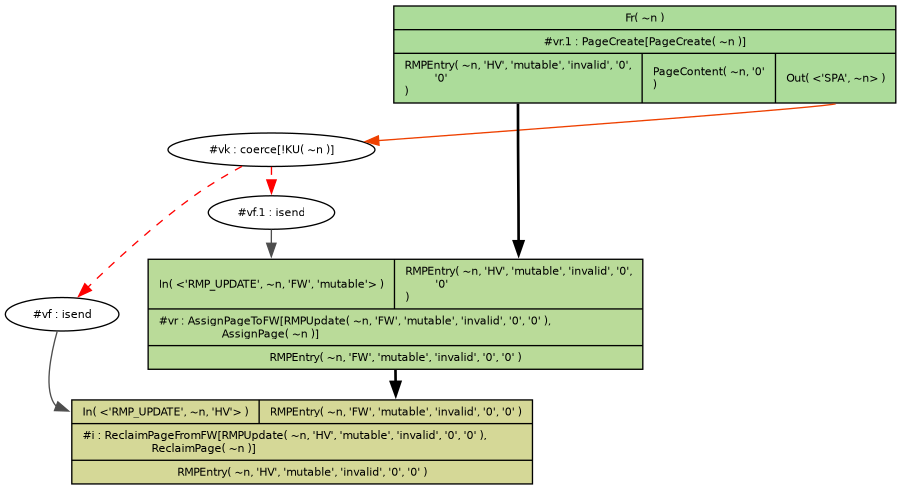 Fr( ~n )
#vr.1 : PageCreate[PageCreate( ~n )]
RMPEntry( ~n, 'HV', 'mutable', 'invalid', '0',
'0'
)
PageContent( ~n, '0'
)
Out( <'SPA', ~n> )
#vk : coerce[!KU( ~n )]
#vf.1 : isend
In( <'RMP_UPDATE', ~n, 'FW', 'mutable'> )
RMPEntry( ~n, 'HV', 'mutable', 'invalid', '0',
'0'
)
#vf : isend
#vr : AssignPageToFW[RMPUpdate( ~n, 'FW', 'mutable', 'invalid', '0', '0' ),
AssignPage( ~n )]
RMPEntry( ~n, 'FW', 'mutable', 'invalid', '0', '0' )
In( <'RMP_UPDATE', ~n, 'HV'> )
RMPEntry( ~n, 'FW', 'mutable', 'invalid', '0', '0' )
#i : ReclaimPageFromFW[RMPUpdate( ~n, 'HV', 'mutable', 'invalid', '0', '0' ),
ReclaimPage( ~n )]
RMPEntry( ~n, 'HV', 'mutable', 'invalid', '0', '0' )